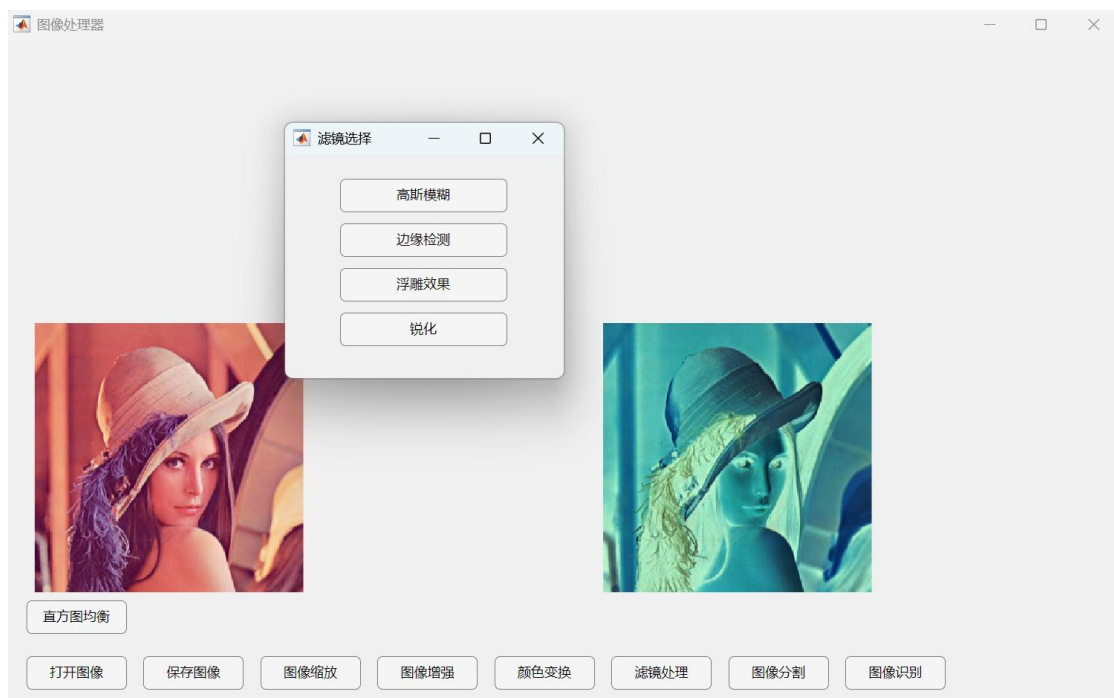 图像处理器
滤镜选择
高斯模糊
边缘检测
浮雕效果
锐化
直方图均衡
打开图像 保存图像 图像缩放 图像增强 颜色变换 滤镜处理 图像分割 图像识别